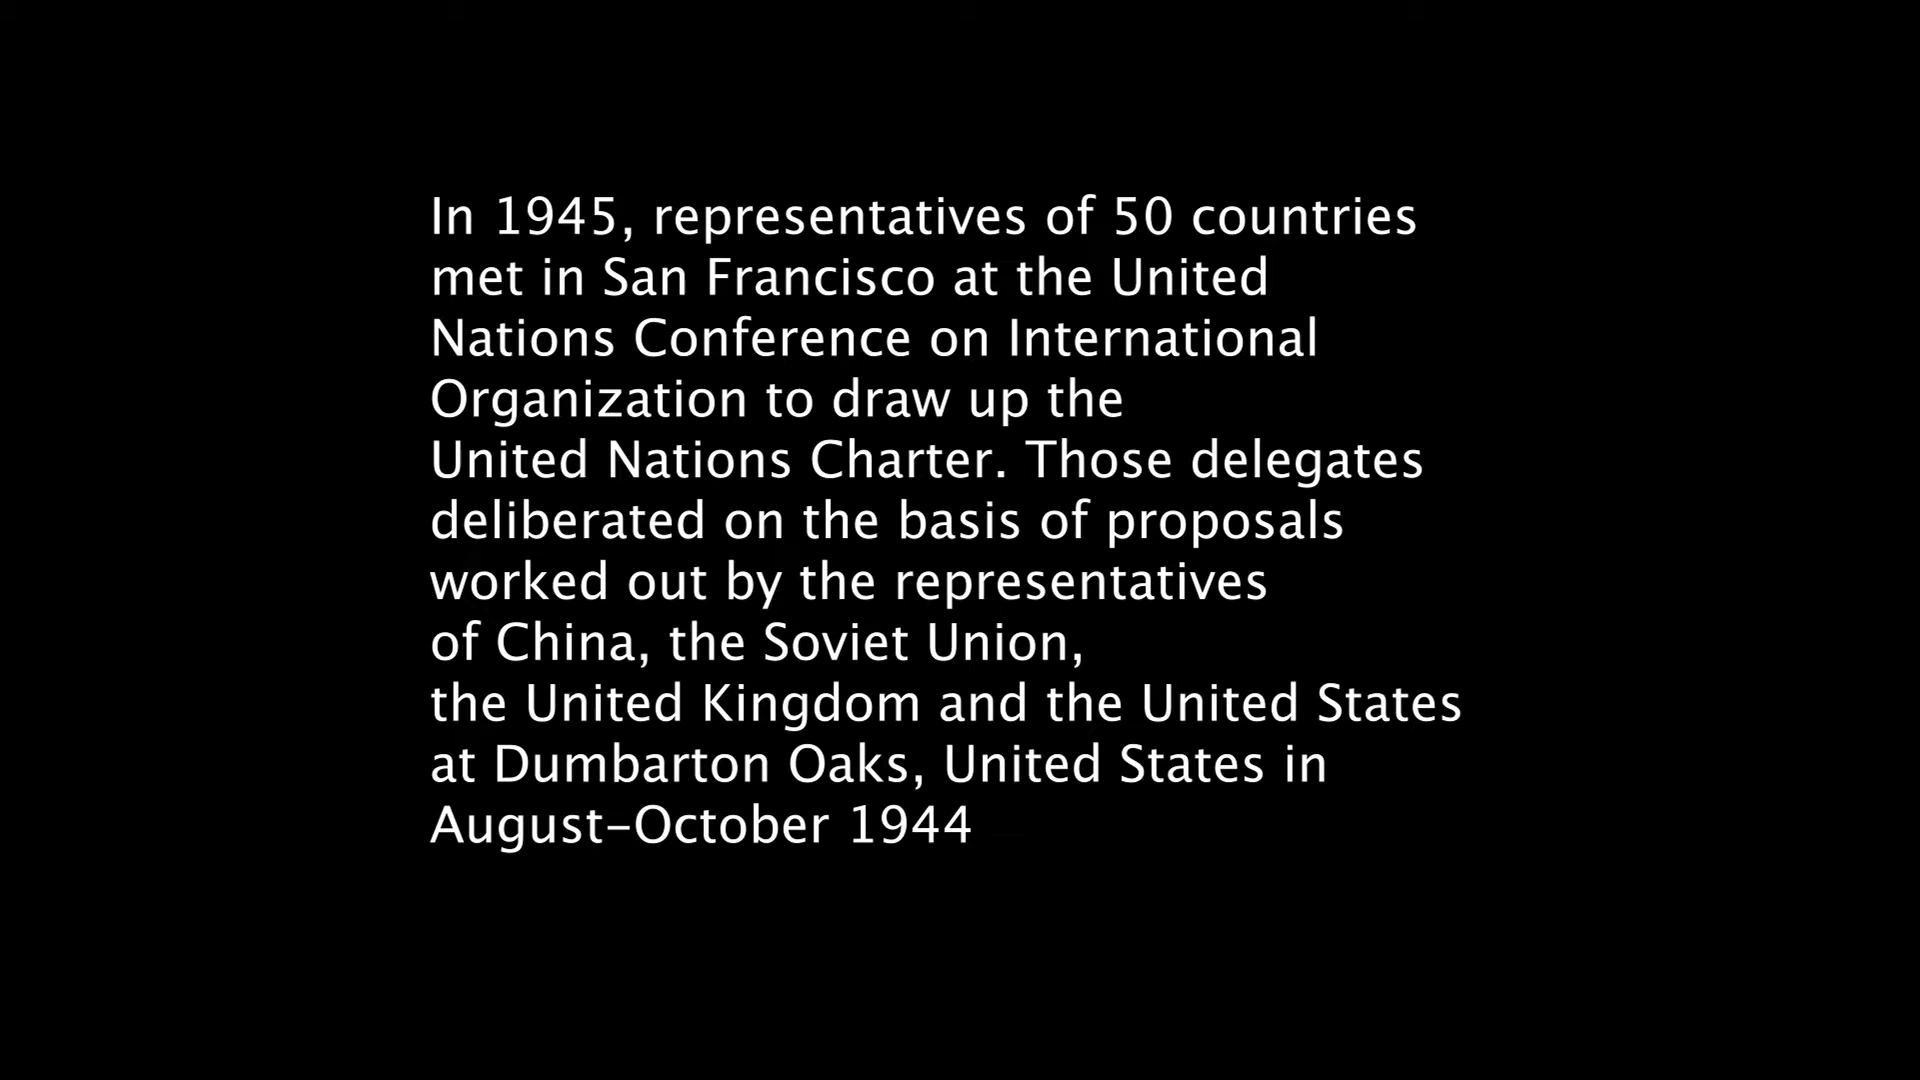 In 1945, representatives of 50 countries
met in San Francisco at the United
Nations Conference on International
Organization to draw up the
United Nations Charter. Those delegates
deliberated on the basis of proposals
worked out by the representatives
of China, the Soviet Union,
the United Kingdom and the United States
at Dumbarton Oaks, United States in
August–October 1944